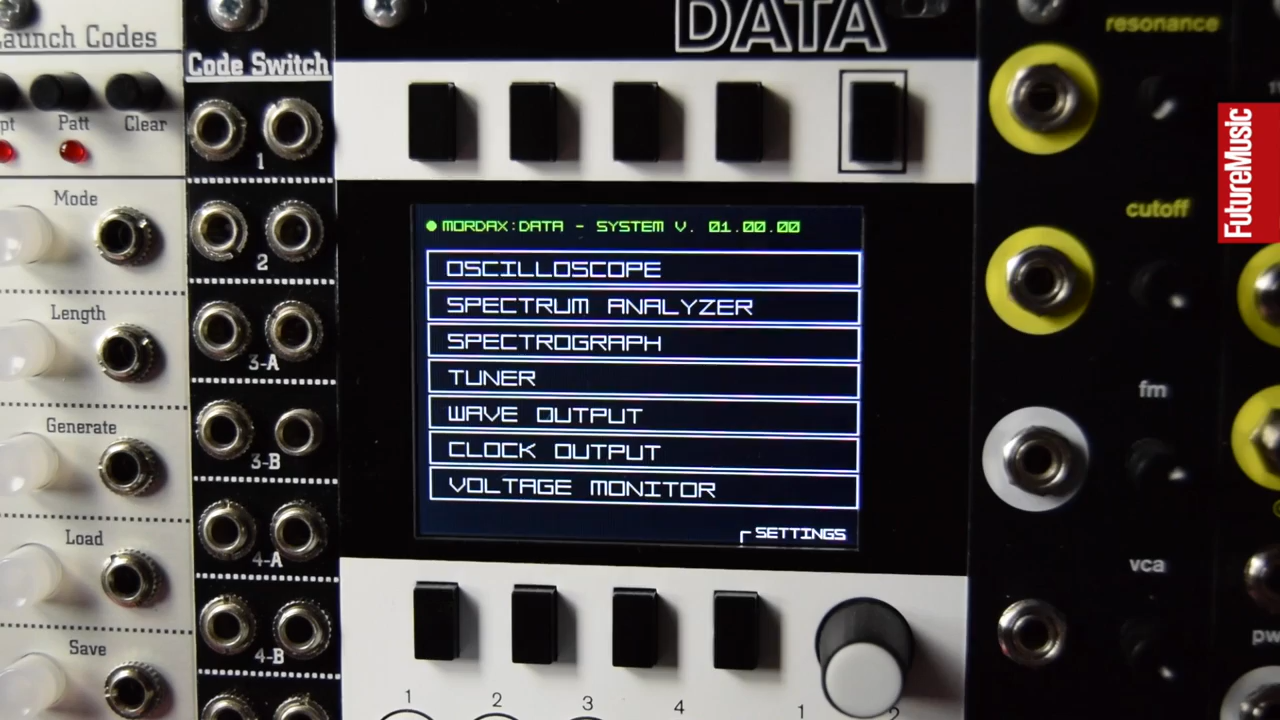 Launch Codes
Patt
Clear
Mode
Length
Generate
Load
Save
Code Switch
1
2
3-A
3-B
4-A
4-B
DATA
MORDAX:DATA - SYSTEM V. 01.00.00
OSCILLOSCOPE
SPECTRUM ANALYZER
SPECTROGRAPH
TUNER
WAVE OUTPUT
CLOCK OUTPUT
VOLTAGE MONITOR
SETTINGS
1 2 3 4 1 2
resonance
cutoff
fm
vca
FutureMusic